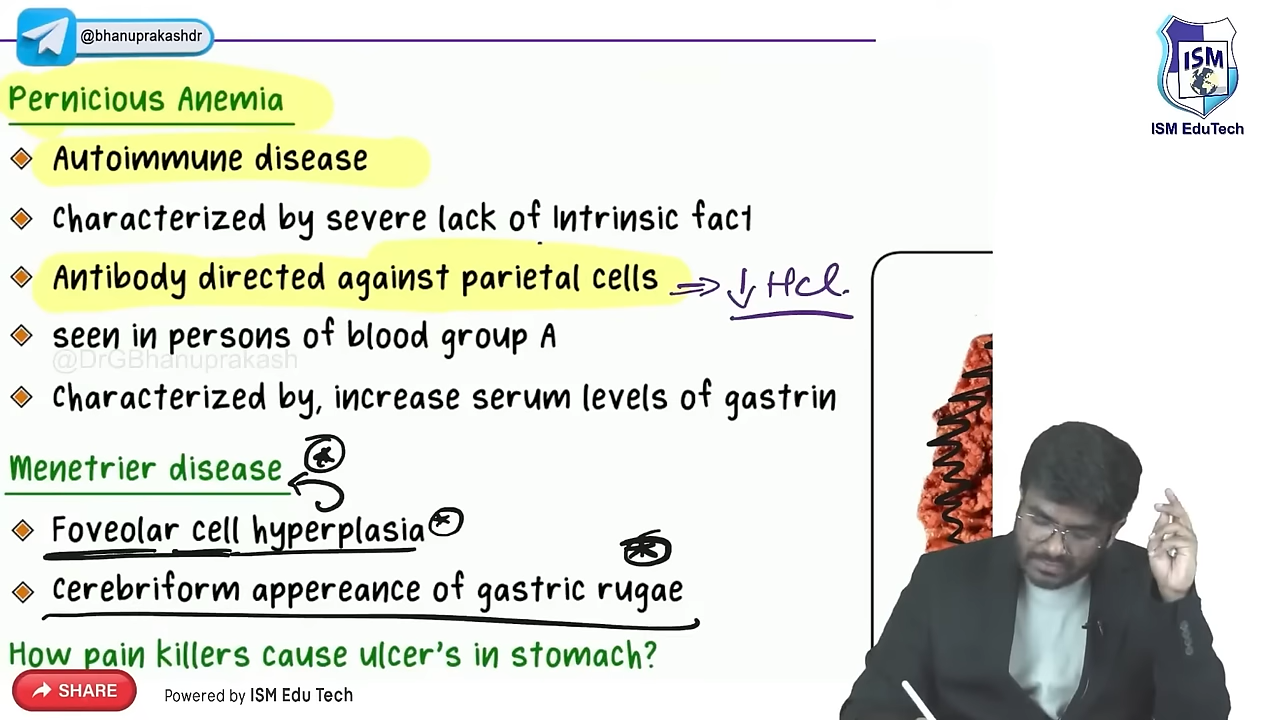 @bhanuprakashdr
ISM
ISM EduTech
Pernicious Anemia
Autoimmune disease
Characterized by severe lack of Intrinsic fact
Antibody directed against parietal cells ⇒ ↓ HCl.
seen in persons of blood group A
@DrGBhanuprakash
Characterized by, increase serum levels of gastrin
Menetrier disease
Foveolar cell hyperplasia
Cerebriform appereance of gastric rugae
How pain killers cause ulcer's in stomach?
SHARE
Powered by ISM Edu Tech